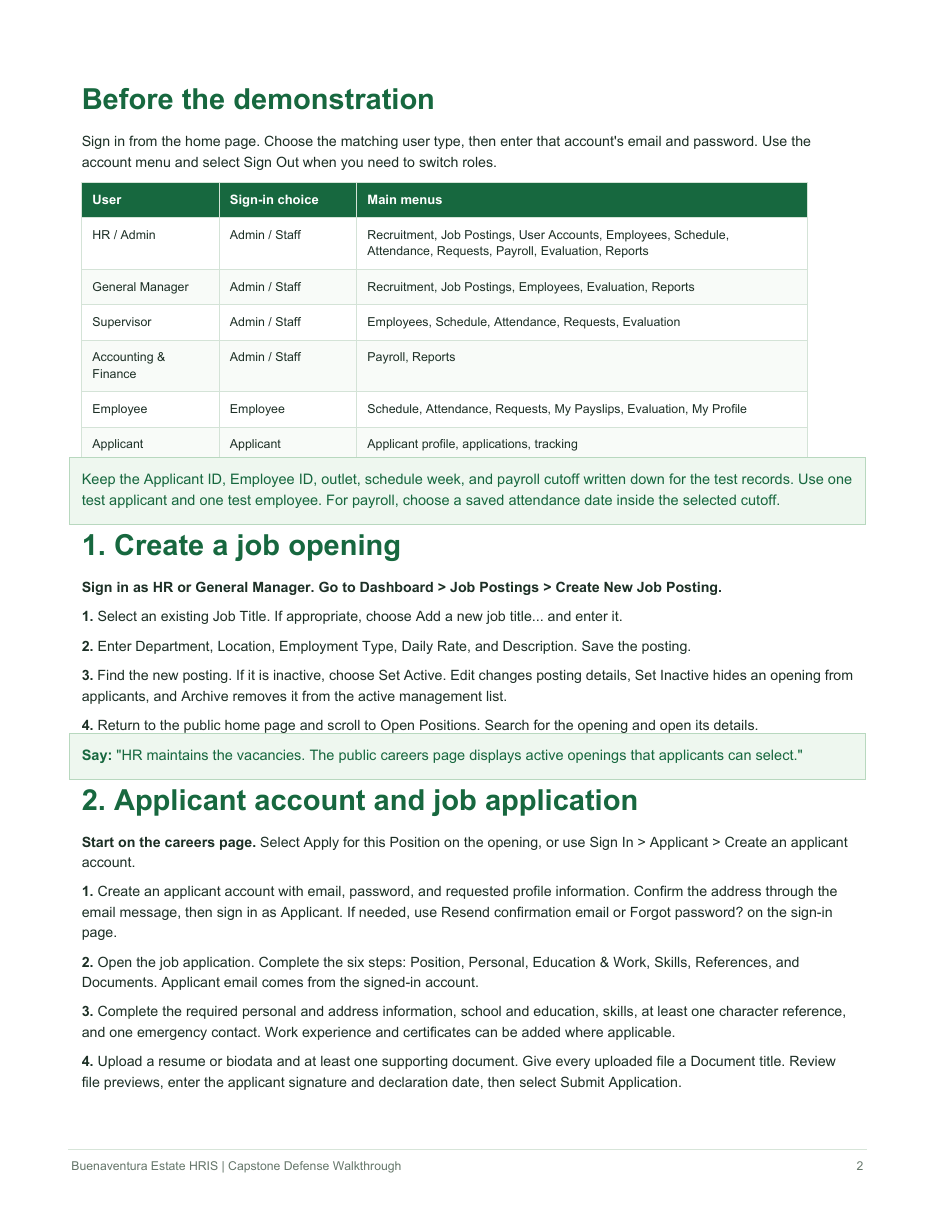 Before the demonstration
Sign in from the home page. Choose the matching user type, then enter that account's email and password. Use the
account menu and select Sign Out when you need to switch roles.
User Sign-in choice Main menus
HR / Admin Admin / Staff Recruitment, Job Postings, User Accounts, Employees, Schedule,
Attendance, Requests, Payroll, Evaluation, Reports
General Manager Admin / Staff Recruitment, Job Postings, Employees, Evaluation, Reports
Supervisor Admin / Staff Employees, Schedule, Attendance, Requests, Evaluation
Accounting & Admin / Staff Payroll, Reports
Finance
Employee Employee Schedule, Attendance, Requests, My Payslips, Evaluation, My Profile
Applicant Applicant Applicant profile, applications, tracking
Keep the Applicant ID, Employee ID, outlet, schedule week, and payroll cutoff written down for the test records. Use one
test applicant and one test employee. For payroll, choose a saved attendance date inside the selected cutoff.
1. Create a job opening
Sign in as HR or General Manager. Go to Dashboard > Job Postings > Create New Job Posting.
1. Select an existing Job Title. If appropriate, choose Add a new job title... and enter it.
2. Enter Department, Location, Employment Type, Daily Rate, and Description. Save the posting.
3. Find the new posting. If it is inactive, choose Set Active. Edit changes posting details, Set Inactive hides an opening from
applicants, and Archive removes it from the active management list.
4. Return to the public home page and scroll to Open Positions. Search for the opening and open its details.
Say: "HR maintains the vacancies. The public careers page displays active openings that applicants can select."
2. Applicant account and job application
Start on the careers page. Select Apply for this Position on the opening, or use Sign In > Applicant > Create an applicant
account.
1. Create an applicant account with email, password, and requested profile information. Confirm the address through the
email message, then sign in as Applicant. If needed, use Resend confirmation email or Forgot password? on the sign-in
page.
2. Open the job application. Complete the six steps: Position, Personal, Education & Work, Skills, References, and
Documents. Applicant email comes from the signed-in account.
3. Complete the required personal and address information, school and education, skills, at least one character reference,
and one emergency contact. Work experience and certificates can be added where applicable.
4. Upload a resume or biodata and at least one supporting document. Give every uploaded file a Document title. Review
file previews, enter the applicant signature and declaration date, then select Submit Application.
Buenaventura Estate HRIS | Capstone Defense Walkthrough 2